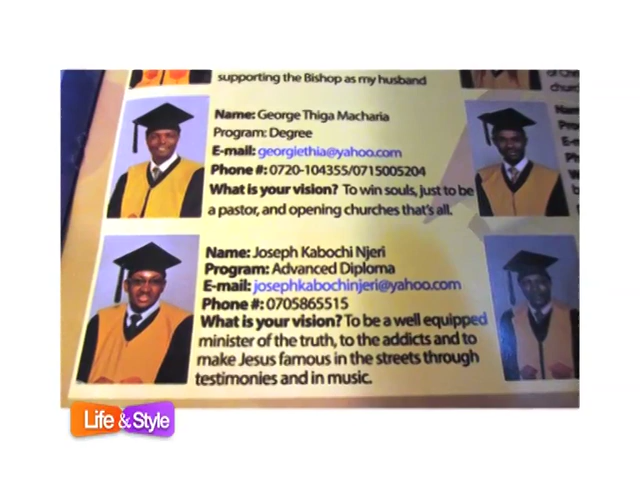 supporting the Bishop as my husband
Name: George Thiga Macharia
Program: Degree
E-mail: georgiethia@yahoo.com
Phone #: 0720-104355/0715005204
What is your vision? To win souls, just to be
a pastor, and opening churches that's all.
Name: Joseph Kabochi Njeri
Program: Advanced Diploma
E-mail: josephkabochinjeri@yahoo.com
Phone #: 0705865515
What is your vision? To be a well equipped
minister of the truth, to the addicts and to
make Jesus famous in the streets through
testimonies and in music.
Life & Style